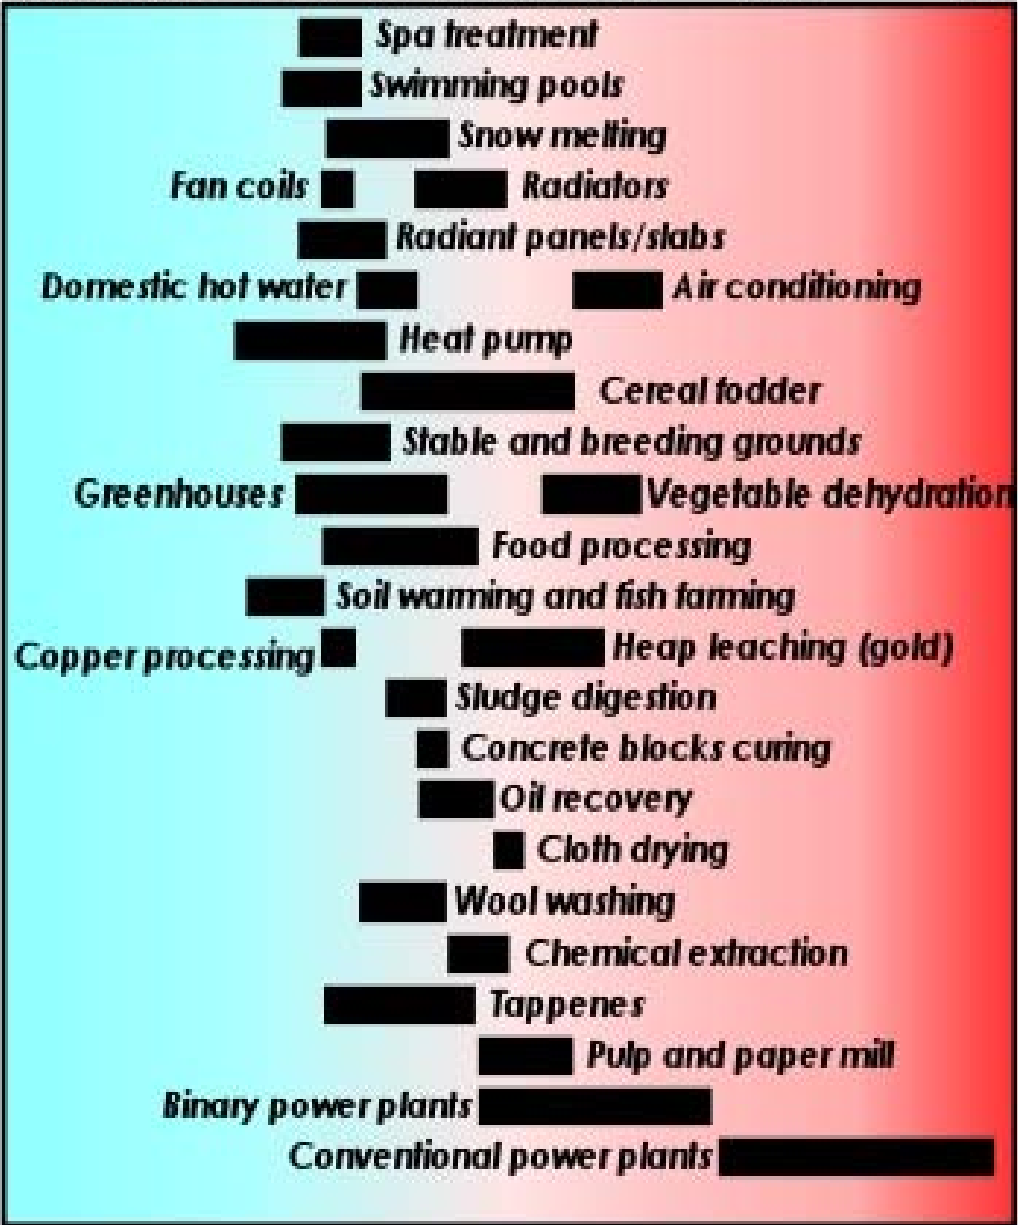 Spa treatment
Swimming pools
Snow melting
Fan coils Radiators
Radiant panels/slabs
Domestic hot water Air conditioning
Heat pump
Cereal fodder
Stable and breeding grounds
Greenhouses Vegetable dehydration
Food processing
Soil warming and fish farming
Copper processing Heap leaching (gold)
Sludge digestion
Concrete blocks curing
Oil recovery
Cloth drying
Wool washing
Chemical extraction
Tappenes
Pulp and paper mill
Binary power plants
Conventional power plants